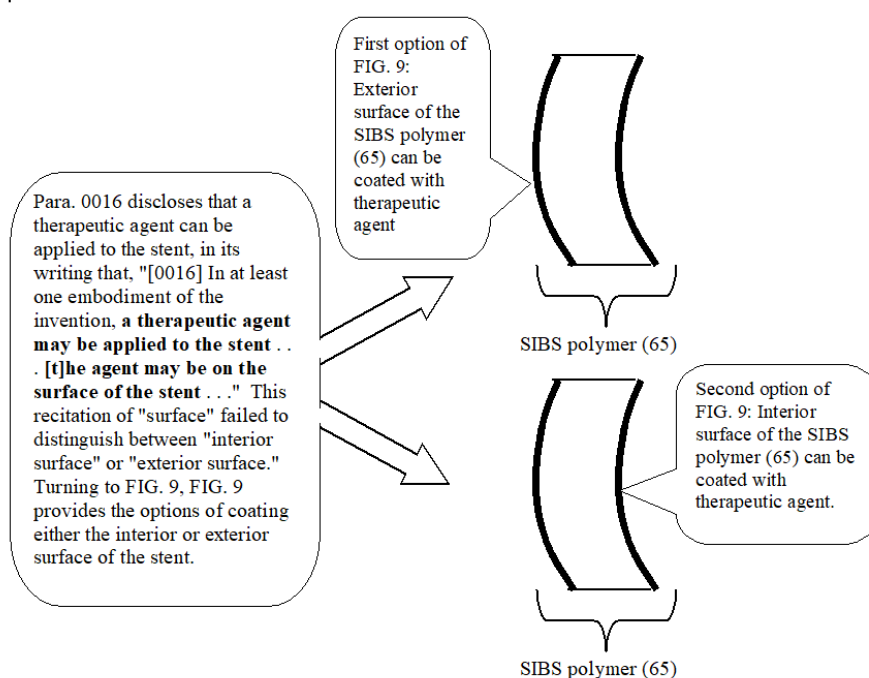 First option of
FIG. 9:
Exterior
surface of the
SIBS polymer
(65) can be
coated with
therapeutic
agent
Para. 0016 discloses that a
therapeutic agent can be
applied to the stent, in its
writing that, "[0016] In at least
one embodiment of the
invention, a therapeutic agent
may be applied to the stent . .
. [t]he agent may be on the
surface of the stent . . ."  This
recitation of "surface" failed to
distinguish between "interior
surface" or "exterior surface."
Turning to FIG. 9, FIG. 9
provides the options of coating
either the interior or exterior
surface of the stent.
SIBS polymer (65)
Second option of
FIG. 9: Interior
surface of the SIBS
polymer (65) can be
coated with
therapeutic agent.
SIBS polymer (65)